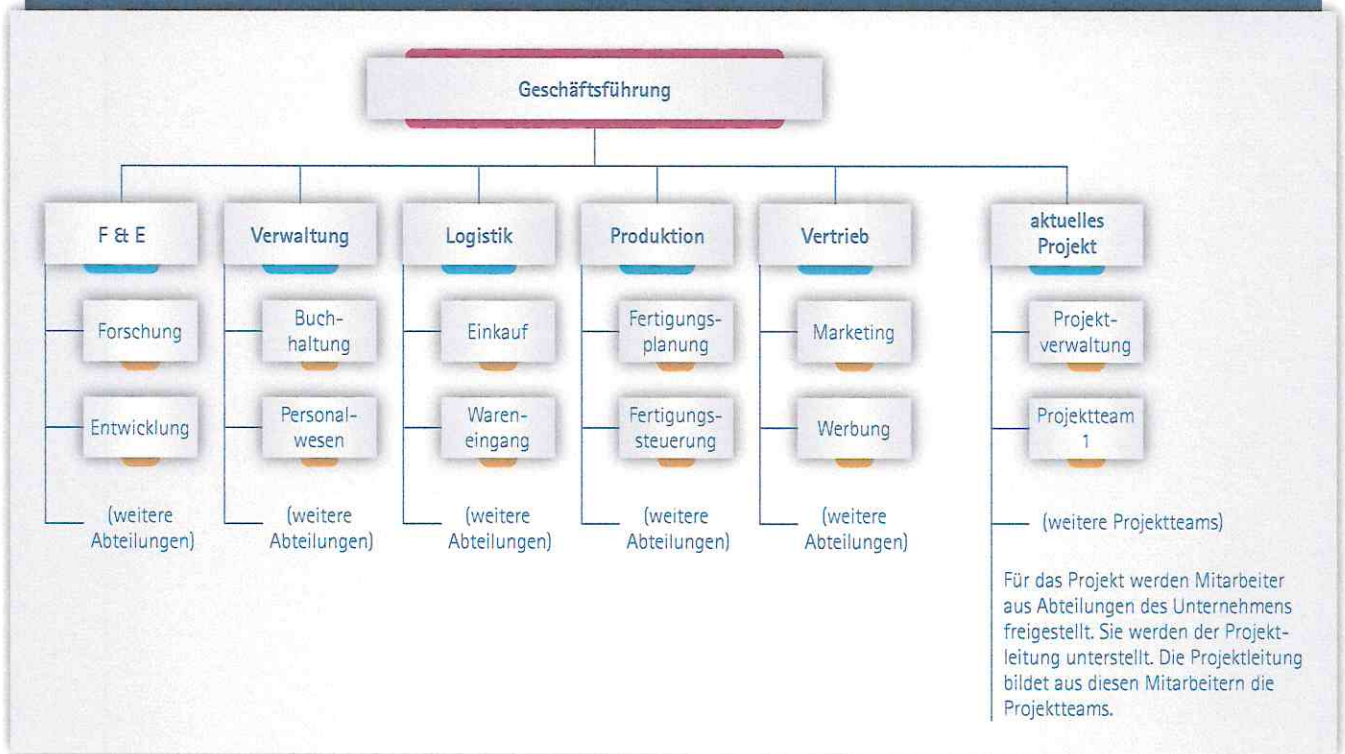 Geschäftsführung
F & E
Verwaltung
Logistik
Produktion
Vertrieb
aktuelles
Projekt
Forschung
Buch-
haltung
Einkauf
Fertigungs-
planung
Marketing
Projekt-
verwaltung
Entwicklung
Personal-
wesen
Waren-
eingang
Fertigungs-
steuerung
Werbung
Projektteam
1
(weitere
Abteilungen)
(weitere
Abteilungen)
(weitere
Abteilungen)
(weitere
Abteilungen)
(weitere
Abteilungen)
(weitere Projektteams)
Für das Projekt werden Mitarbeiter
aus Abteilungen des Unternehmens
freigestellt. Sie werden der Projekt-
leitung unterstellt. Die Projektleitung
bildet aus diesen Mitarbeitern die
Projektteams.